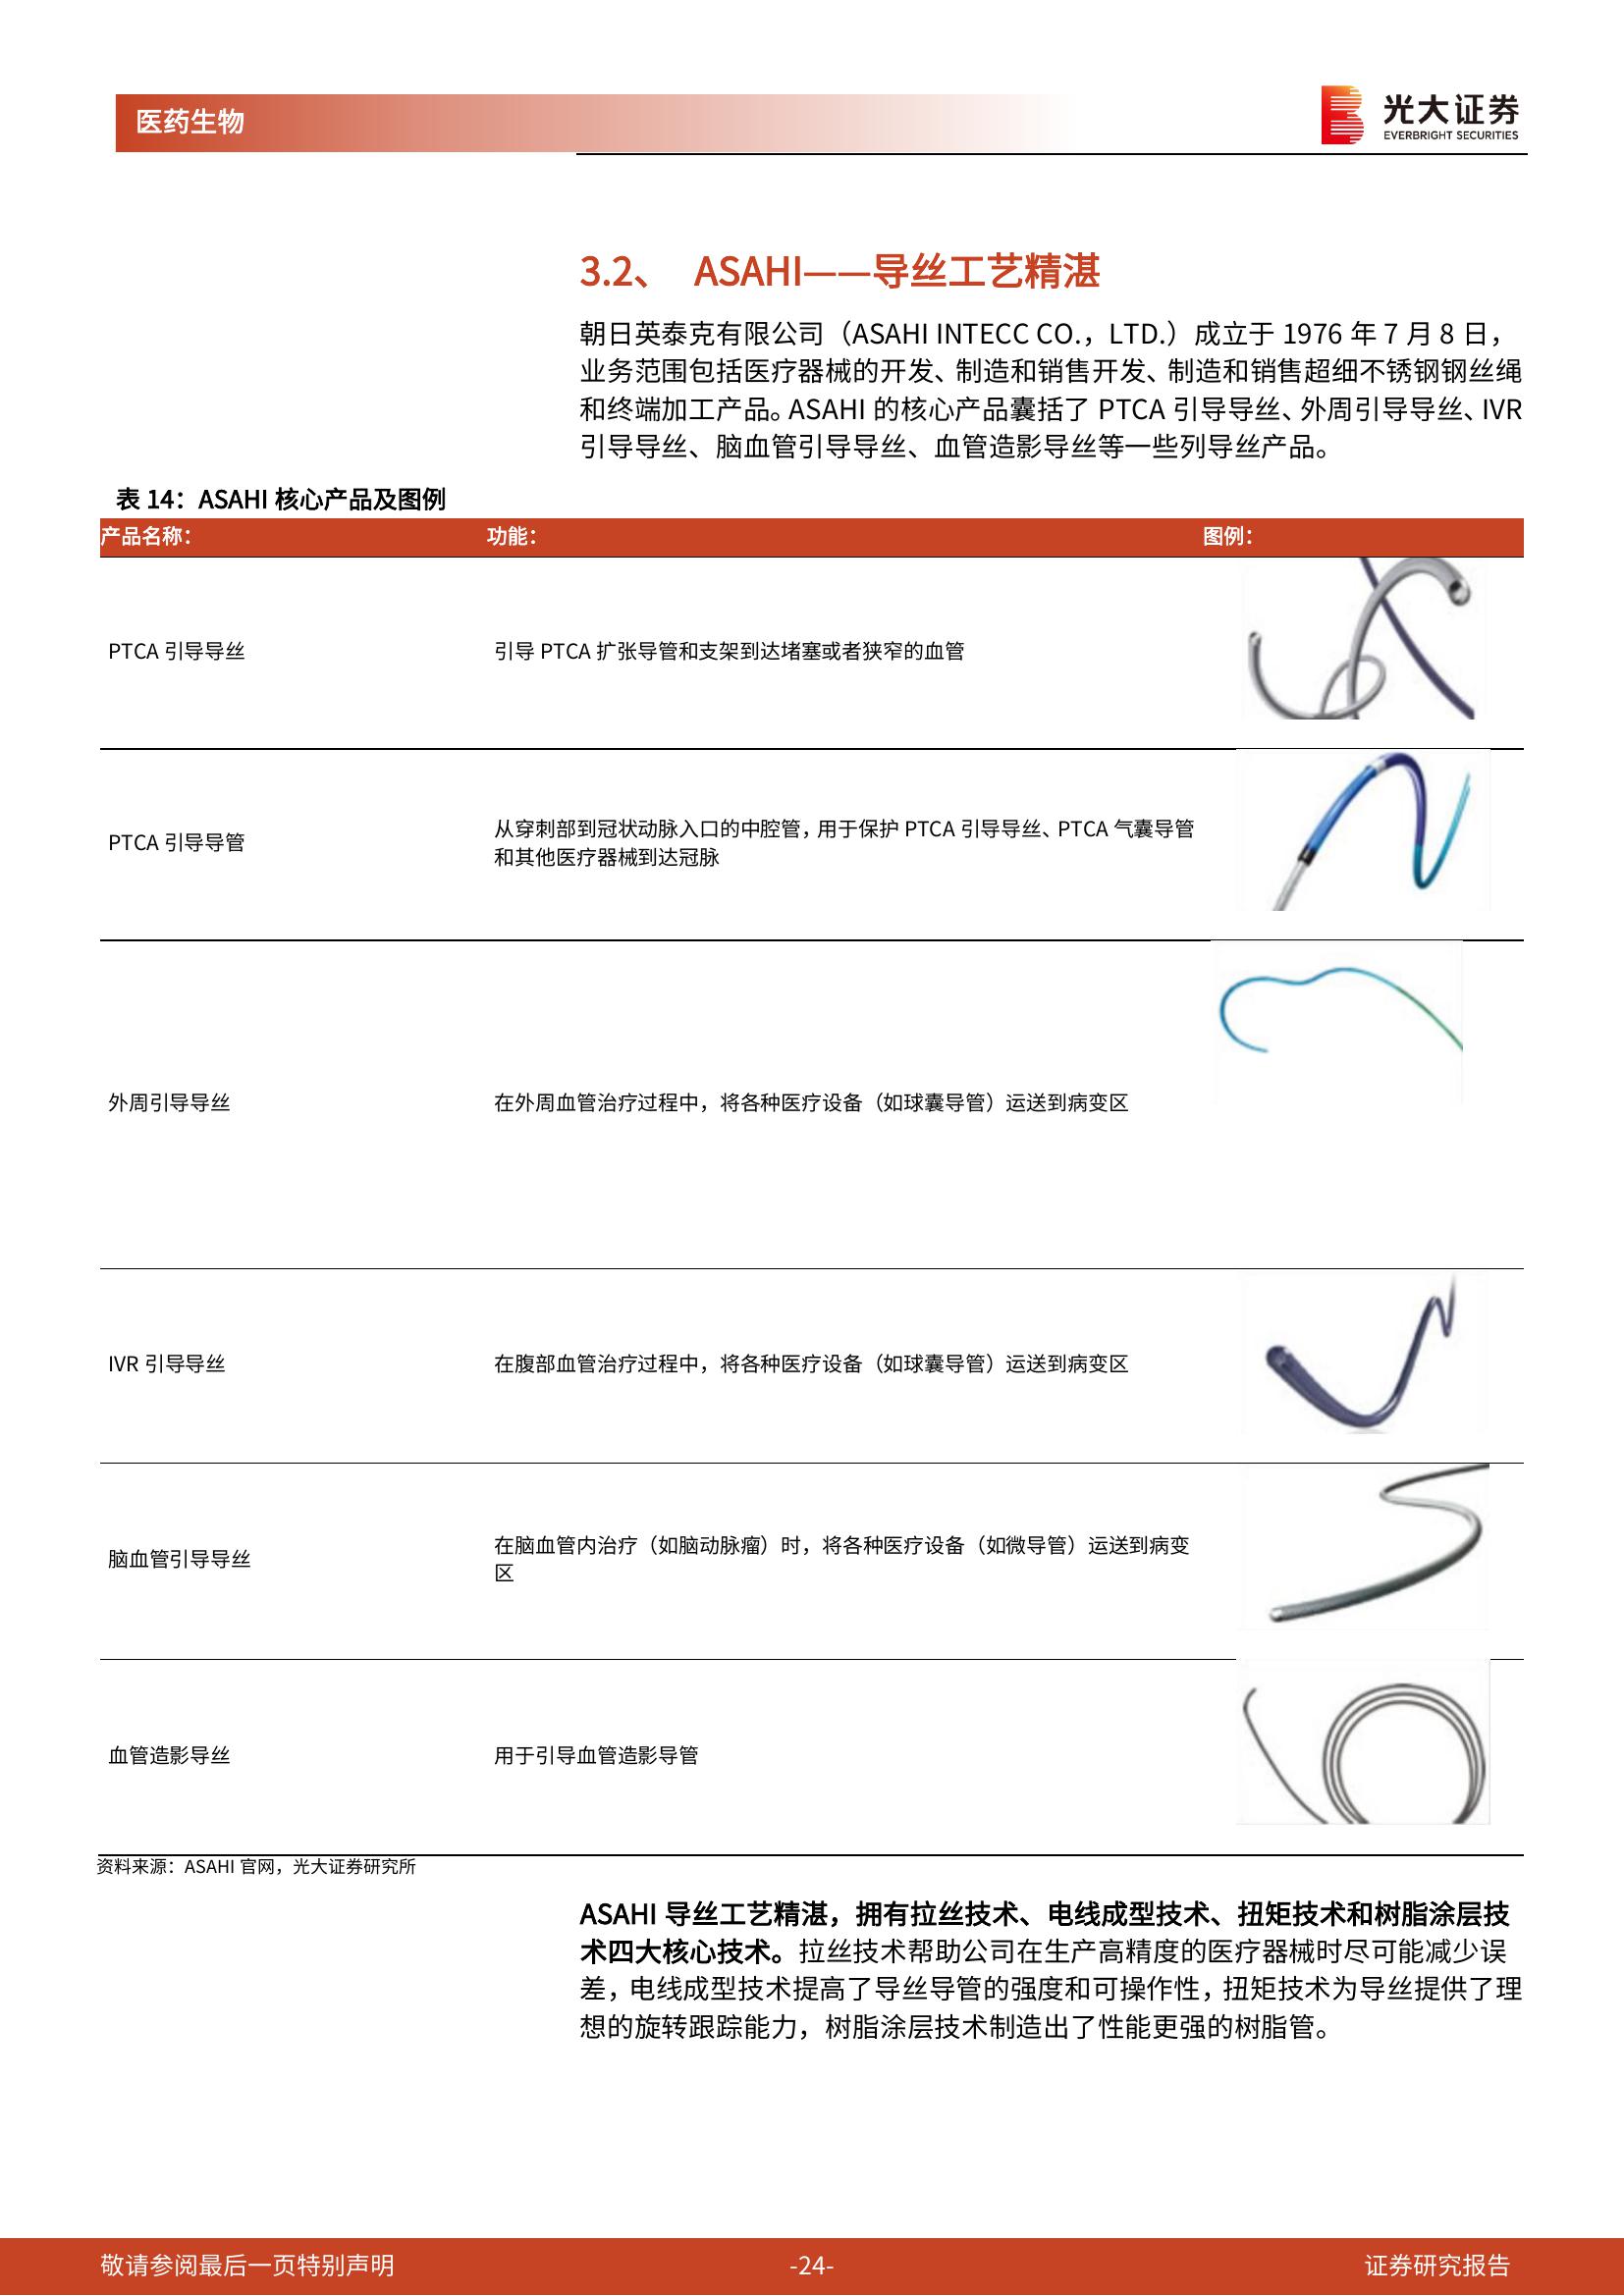 医药生物
光大证券
EVERBRIGHT SECURITIES
3.2、 ASAHI——导丝工艺精湛
朝日英泰克有限公司（ASAHI INTECC CO.，LTD.）成立于 1976 年 7 月 8 日，
业务范围包括医疗器械的开发、制造和销售开发、制造和销售超细不锈钢钢丝绳
和终端加工产品。ASAHI 的核心产品囊括了 PTCA 引导导丝、外周引导导丝、IVR
引导导丝、脑血管引导导丝、血管造影导丝等一些列导丝产品。
表 14：ASAHI 核心产品及图例
产品名称： 功能： 图例：
PTCA 引导导丝 引导 PTCA 扩张导管和支架到达堵塞或者狭窄的血管
PTCA 引导导管 从穿刺部到冠状动脉入口的中腔管，用于保护 PTCA 引导导丝、PTCA 气囊导管
和其他医疗器械到达冠脉
外周引导导丝 在外周血管治疗过程中，将各种医疗设备（如球囊导管）运送到病变区
IVR 引导导丝 在腹部血管治疗过程中，将各种医疗设备（如球囊导管）运送到病变区
脑血管引导导丝 在脑血管内治疗（如脑动脉瘤）时，将各种医疗设备（如微导管）运送到病变
区
血管造影导丝 用于引导血管造影导管
资料来源：ASAHI 官网，光大证券研究所
ASAHI 导丝工艺精湛，拥有拉丝技术、电线成型技术、扭矩技术和树脂涂层技
术四大核心技术。拉丝技术帮助公司在生产高精度的医疗器械时尽可能减少误
差，电线成型技术提高了导丝导管的强度和可操作性，扭矩技术为导丝提供了理
想的旋转跟踪能力，树脂涂层技术制造出了性能更强的树脂管。
敬请参阅最后一页特别声明 -24- 证券研究报告